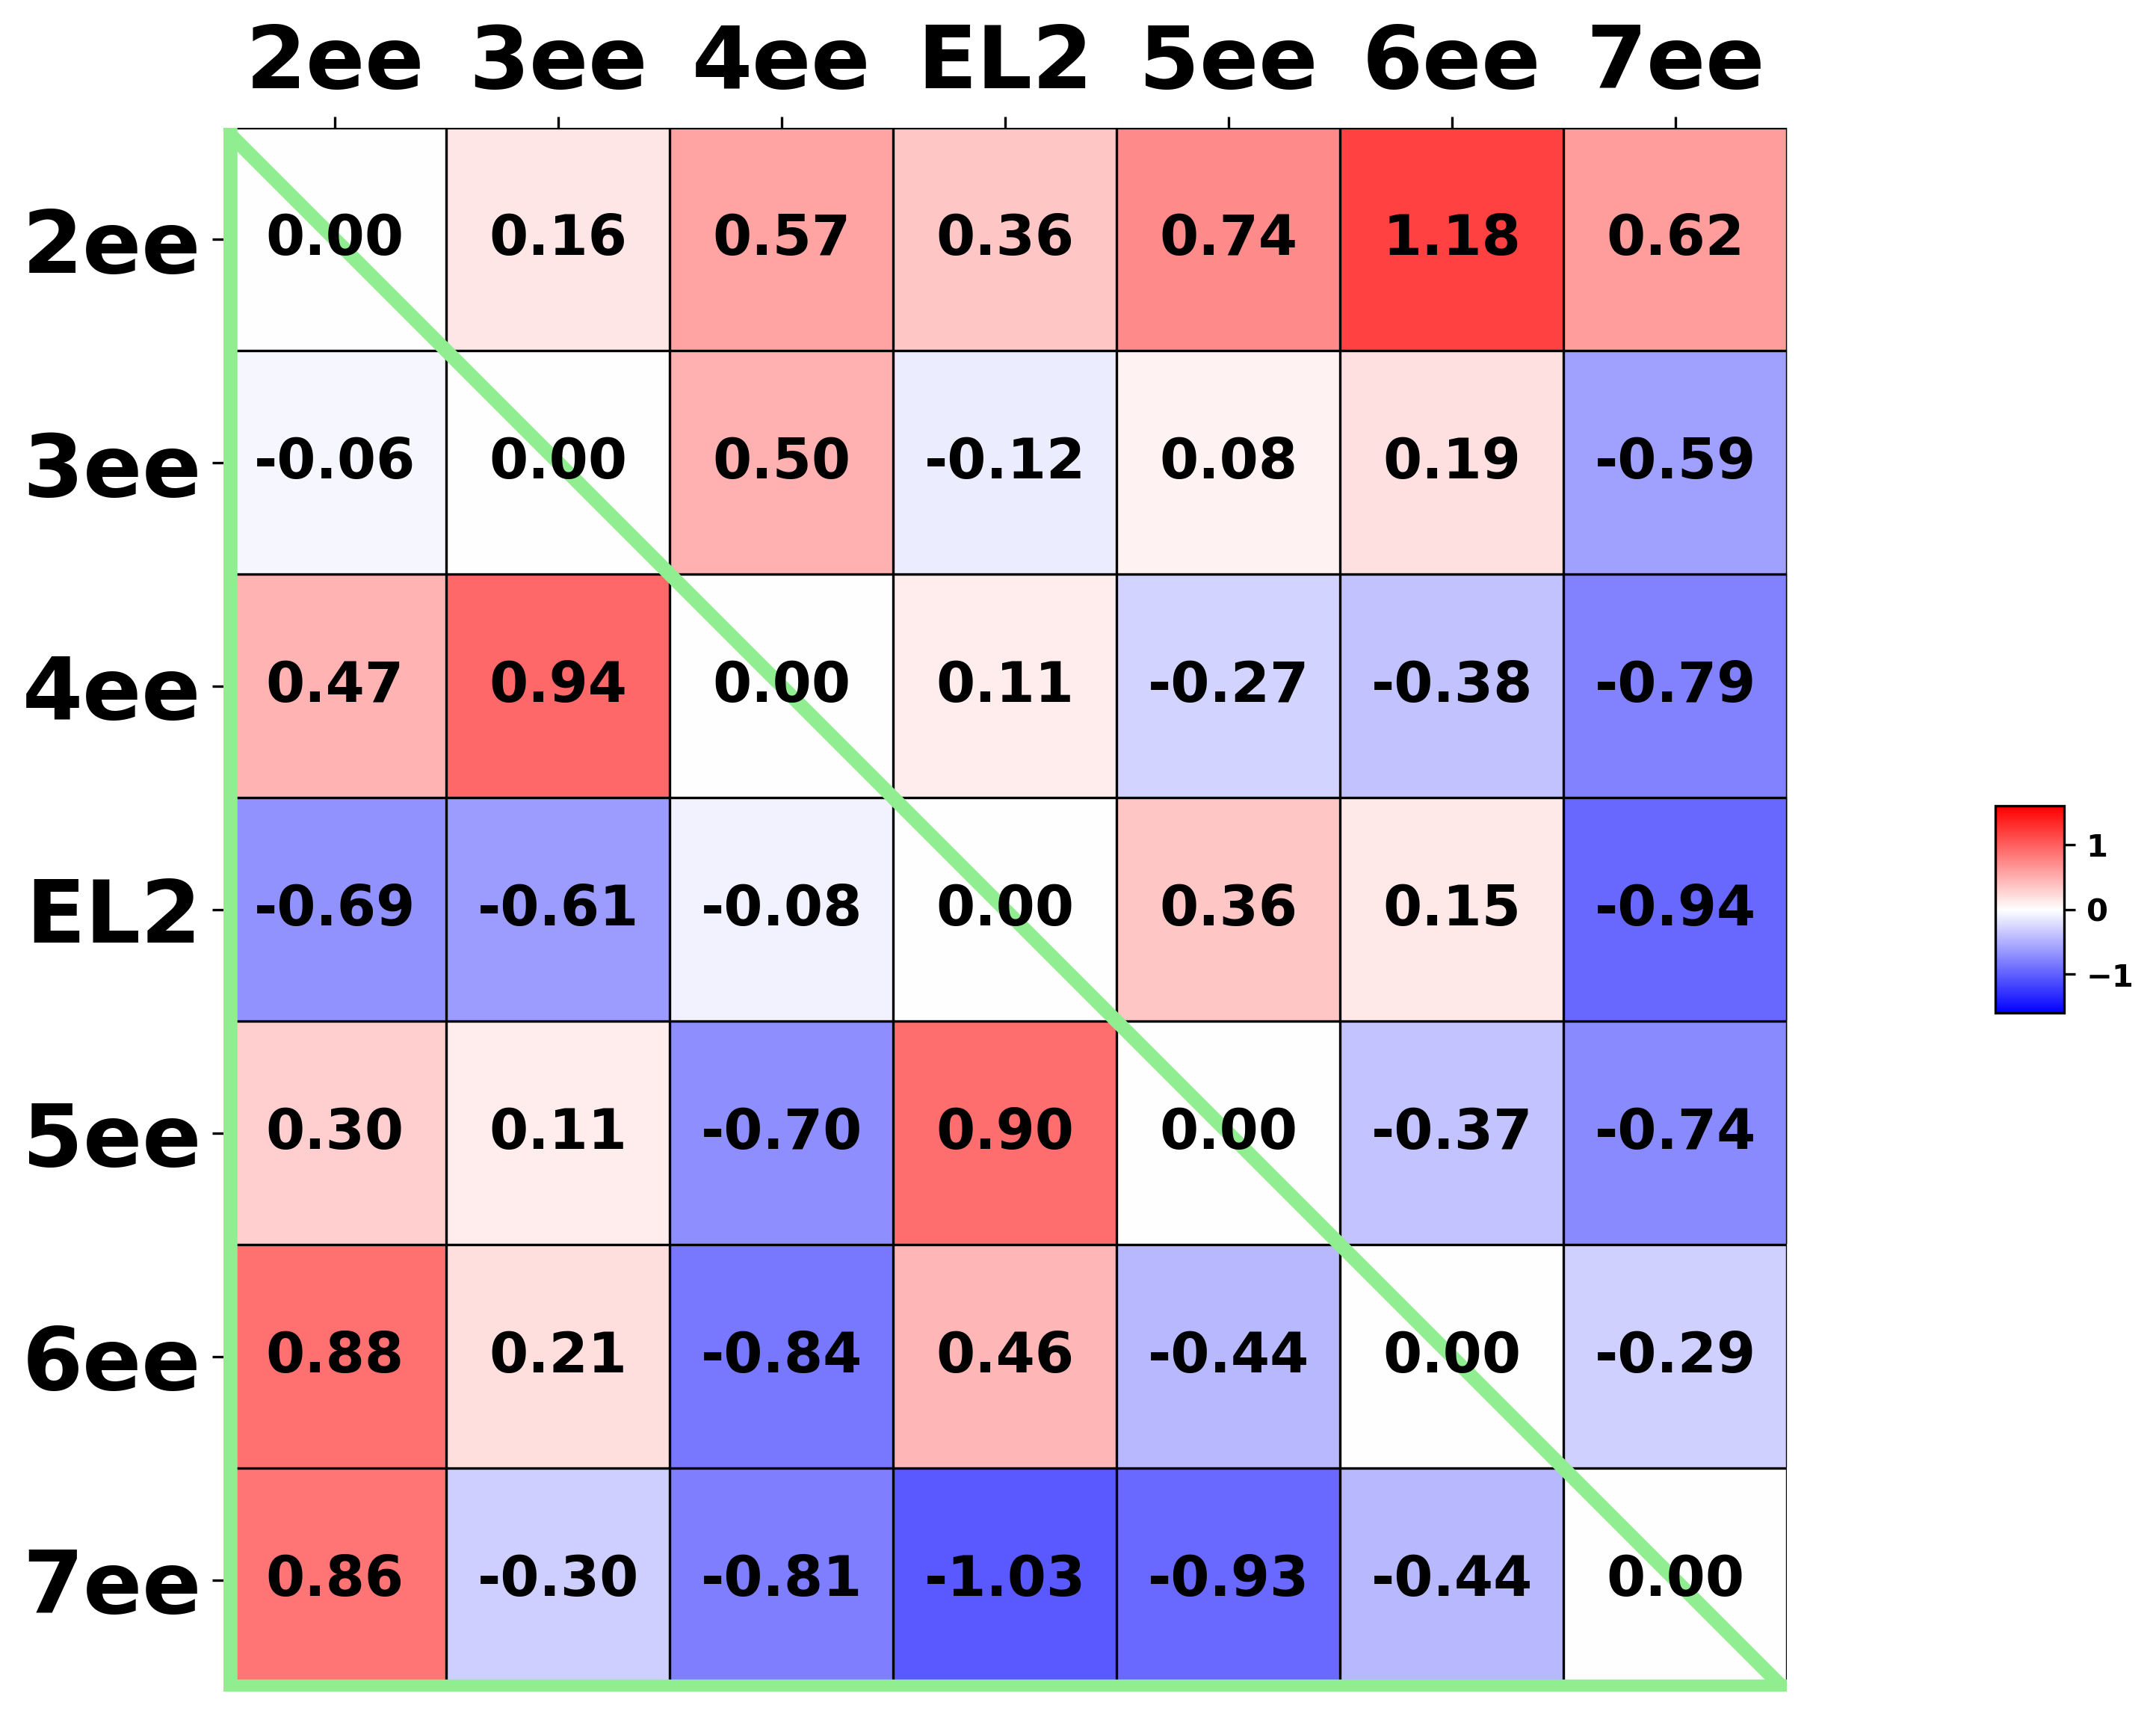 2ee 3ee 4ee EL2 5ee 6ee 7ee
2ee 0.00 0.16 0.57 0.36 0.74 1.18 0.62
3ee -0.06 0.00 0.50 -0.12 0.08 0.19 -0.59
4ee 0.47 0.94 0.00 0.11 -0.27 -0.38 -0.79
EL2 -0.69 -0.61 -0.08 0.00 0.36 0.15 -0.94
5ee 0.30 0.11 -0.70 0.90 0.00 -0.37 -0.74
6ee 0.88 0.21 -0.84 0.46 -0.44 0.00 -0.29
7ee 0.86 -0.30 -0.81 -1.03 -0.93 -0.44 0.00
1
0
−1